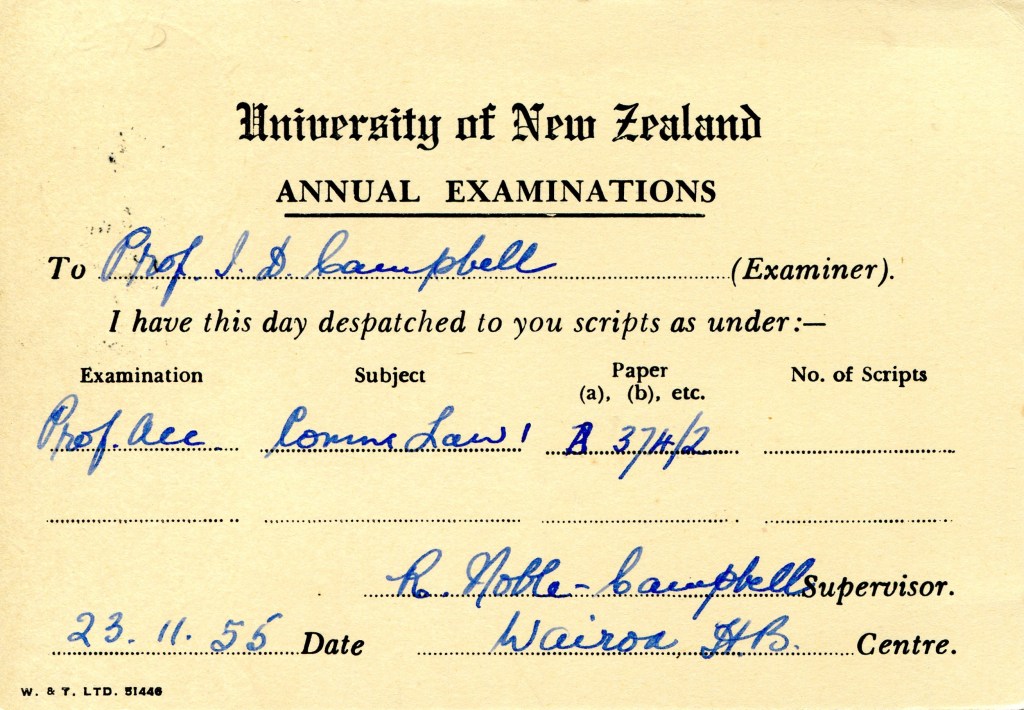 University of New Zealand
ANNUAL EXAMINATIONS
To Prof. I. D. Campbell (Examiner).
I have this day despatched to you scripts as under:—
Examination Subject Paper (a), (b), etc. No. of Scripts
Prof. Acc. Comm Law 1 B 374/2
R. Noble-Campbell Supervisor.
23.11.55 Date Wairoa, H.B. Centre.
W. & T. LTD. 51446